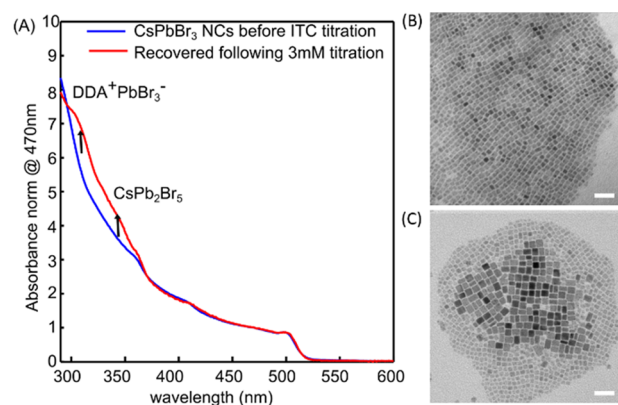 (A)
CsPbBr3 NCs before ITC titration
Recovered following 3mM titration
DDA+PbBr3-
CsPb2Br5
Absorbance norm @ 470nm
10
9
8
7
6
5
4
3
2
1
0
300 350 400 450 500 550 600
wavelength (nm)
(B)
(C)